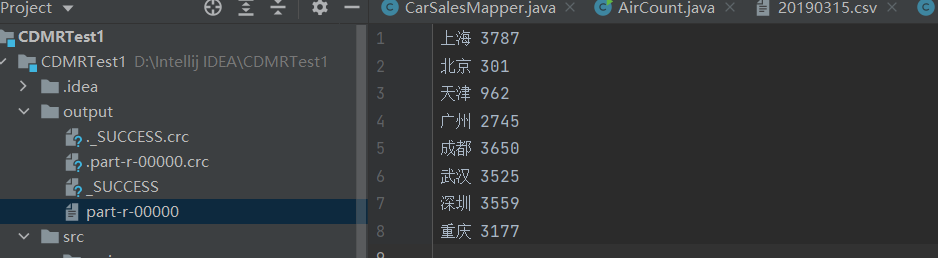 Project
CarSalesMapper.java
AirCount.java
20190315.csv
CDMRTest1
CDMRTest1 D:\Intellij IDEA\CDMRTest1
.idea
output
._SUCCESS.crc
.part-r-00000.crc
_SUCCESS
part-r-00000
src
1 上海 3787
2 北京 301
3 天津 962
4 广州 2745
5 成都 3650
6 武汉 3525
7 深圳 3559
8 重庆 3177
9